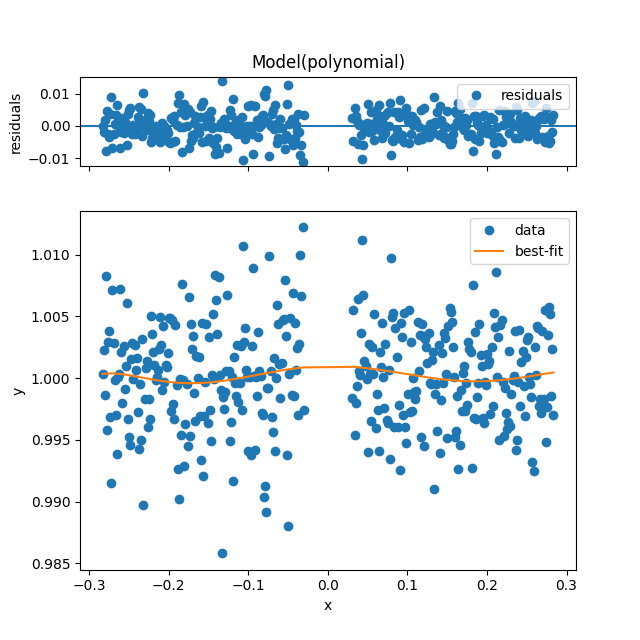 Model(polynomial)
residuals
0.01
0.00
−0.01
residuals
y
1.010
1.005
1.000
0.995
0.990
0.985
data
best-fit
−0.3
−0.2
−0.1
0.0
0.1
0.2
0.3
x